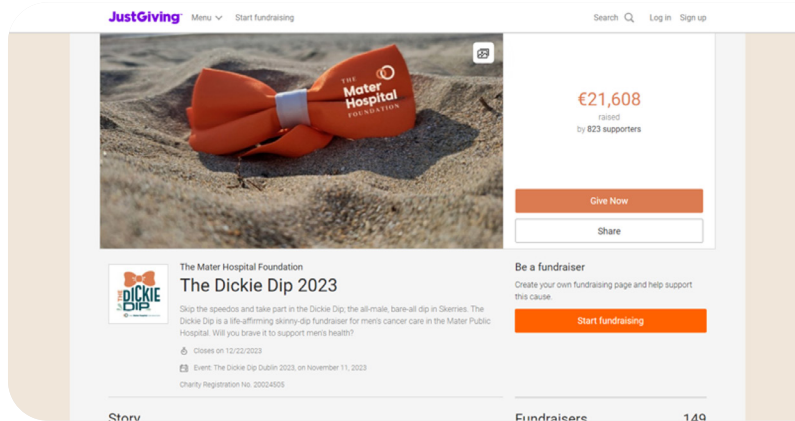 JustGiving™ Menu Start fundraising Search Log in Sign up
THE
Mater
Hospital
FOUNDATION
€21,608
raised
by 823 supporters
Give Now
Share
THE DICKIE
DIP
The Mater Hospital Foundation
The Dickie Dip 2023
Skip the speedos and take part in the Dickie Dip; the all-male, bare-all dip in Skerries. The
Dickie Dip is a life-affirming skinny-dip fundraiser for men's cancer care in the Mater Public
Hospital. Will you brave it to support men's health?
Closes on 12/22/2023
Event: The Dickie Dip Dublin 2023, on November 11, 2023
Charity Registration No. 20024505
Be a fundraiser
Create your own fundraising page and help support
this cause.
Start fundraising
Story
Fundraisers 149